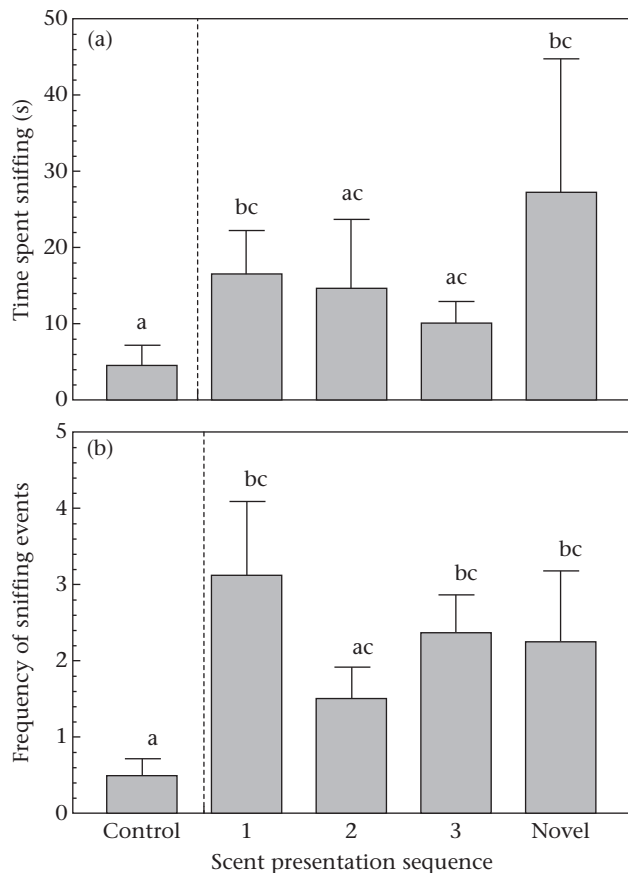 (a)
Time spent sniffing (s)
50
40
30
20
10
0
a
bc
ac
ac
bc
(b)
Frequency of sniffing events
5
4
3
2
1
0
a
bc
ac
bc
bc
Control 1 2 3 Novel
Scent presentation sequence